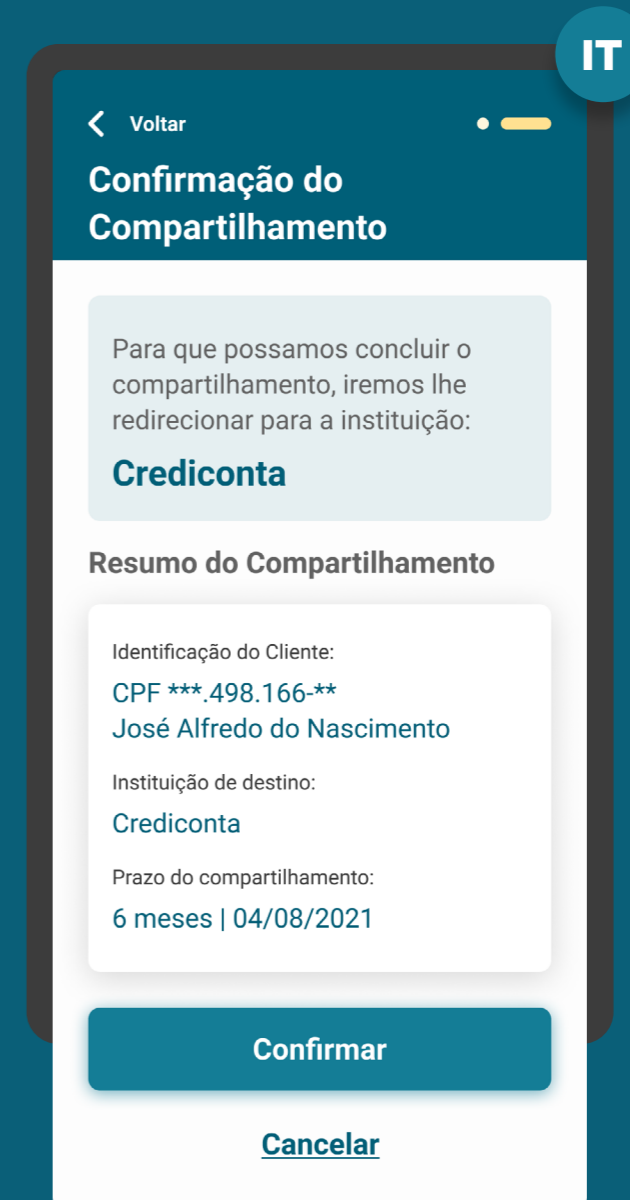 IT
Voltar
Confirmação do
Compartilhamento
Para que possamos concluir o
compartilhamento, iremos lhe
redirecionar para a instituição:
Crediconta
Resumo do Compartilhamento
Identificação do Cliente:
CPF ***.498.166-**
José Alfredo do Nascimento
Instituição de destino:
Crediconta
Prazo do compartilhamento:
6 meses | 04/08/2021
Confirmar
Cancelar